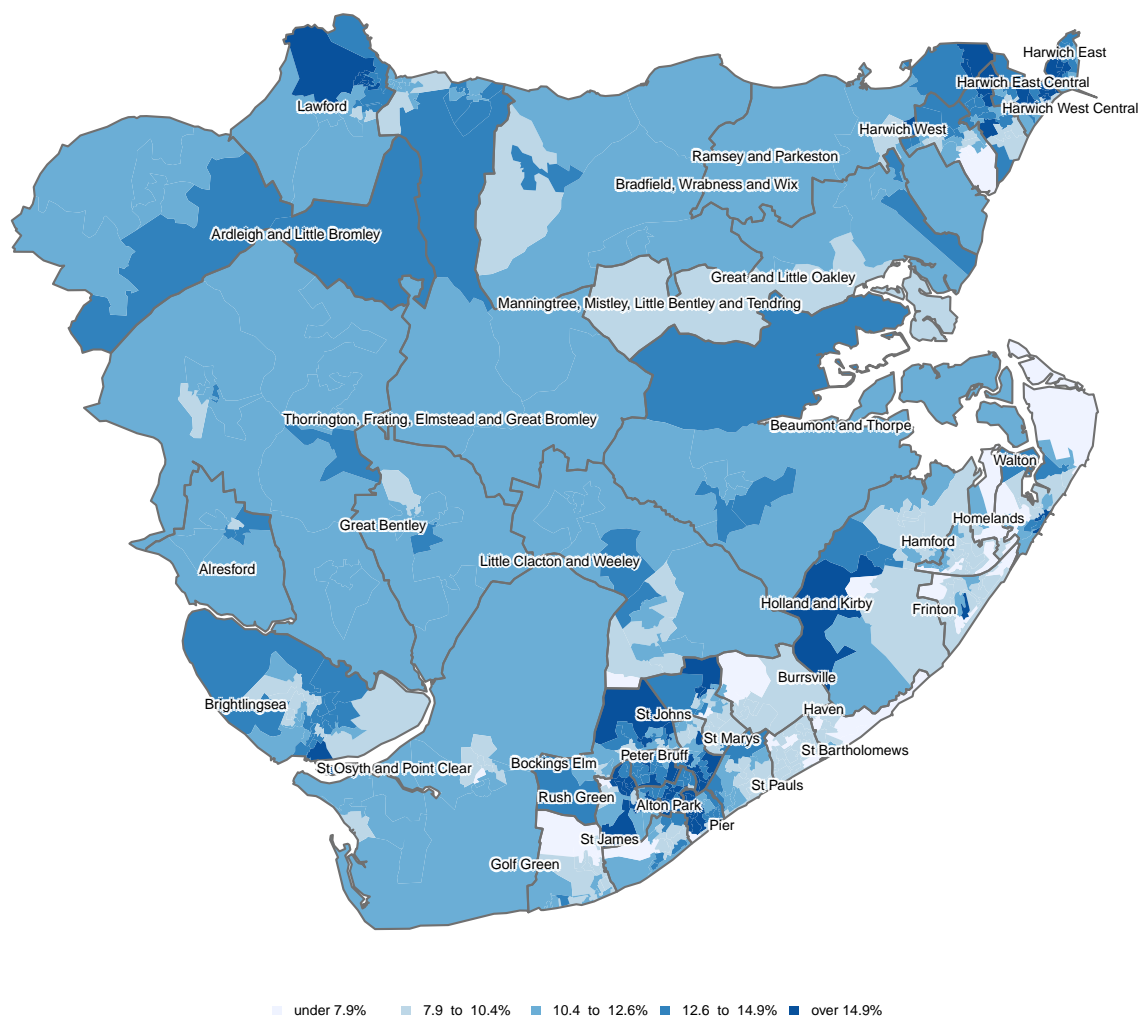 Harwich East
Harwich East Central
Lawford
Harwich West Central
Harwich West
Ramsey and Parkeston
Bradfield, Wrabness and Wix
Ardleigh and Little Bromley
Great and Little Oakley
Manningtree, Mistley, Little Bentley and Tendring
Thorrington, Frating, Elmstead and Great Bromley
Beaumont and Thorpe
Walton
Homelands
Great Bentley
Hamford
Little Clacton and Weeley
Alresford
Holland and Kirby
Frinton
Burrsville
Brightlingsea
Haven
St Johns
St Marys
St Bartholomews
Peter Bruff
Bockings Elm
St Osyth and Point Clear
St Pauls
Rush Green
Alton Park
Pier
St James
Golf Green
under 7.9% 7.9 to 10.4% 10.4 to 12.6% 12.6 to 14.9% over 14.9%